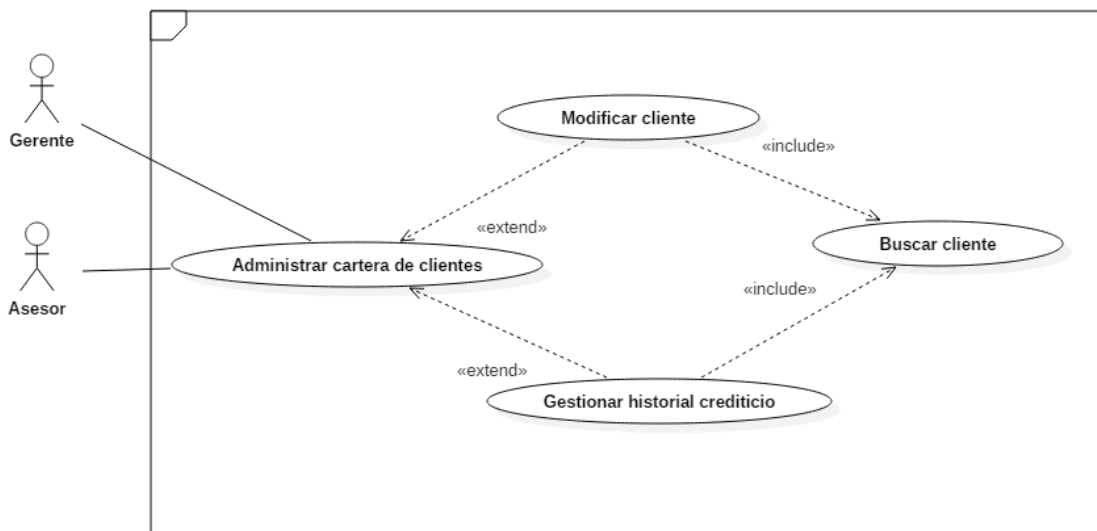 Gerente
Asesor
Modificar cliente
«include»
«extend»
Administrar cartera de clientes
Buscar cliente
«include»
«extend»
Gestionar historial crediticio